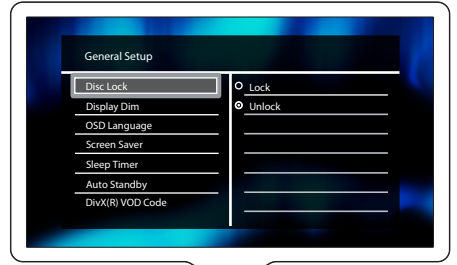 General Setup
Disc Lock
Display Dim
OSD Language
Screen Saver
Sleep Timer
Auto Standby
DivX(R) VOD Code
Lock
Unlock